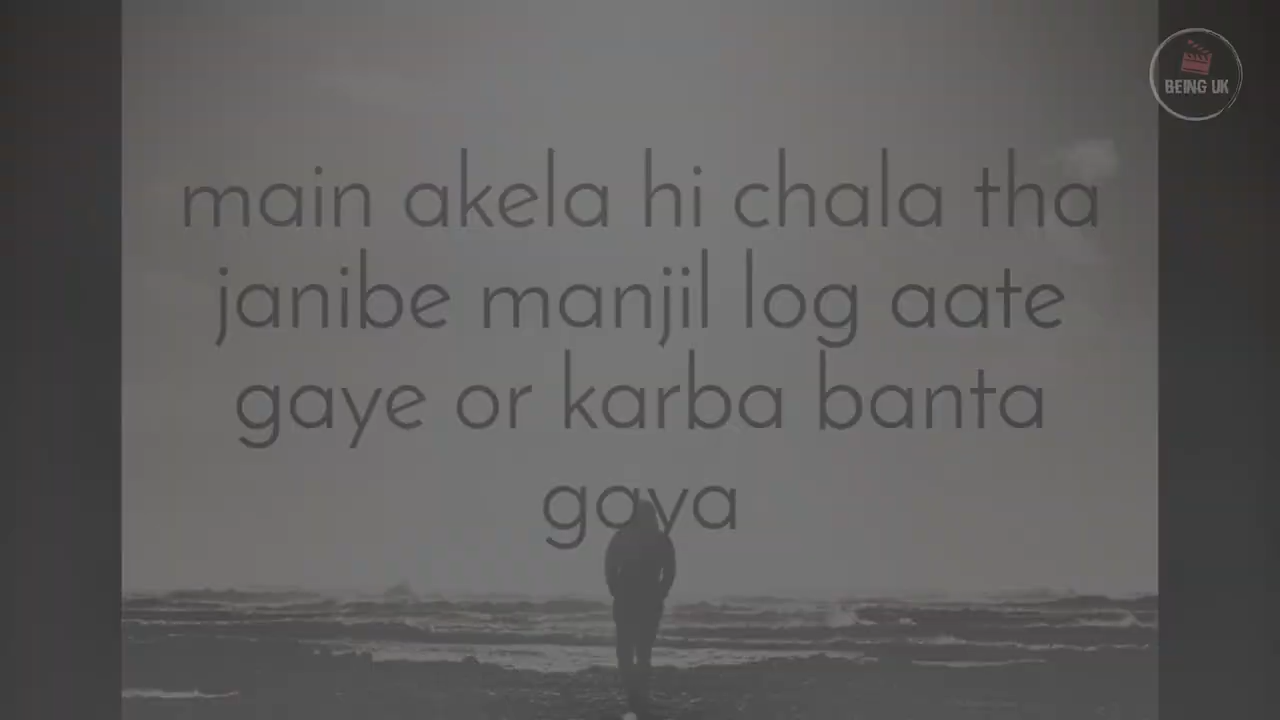 BEING UK
main akela hi chala tha
janibe manjil log aate
gaye or karba banta
gaya